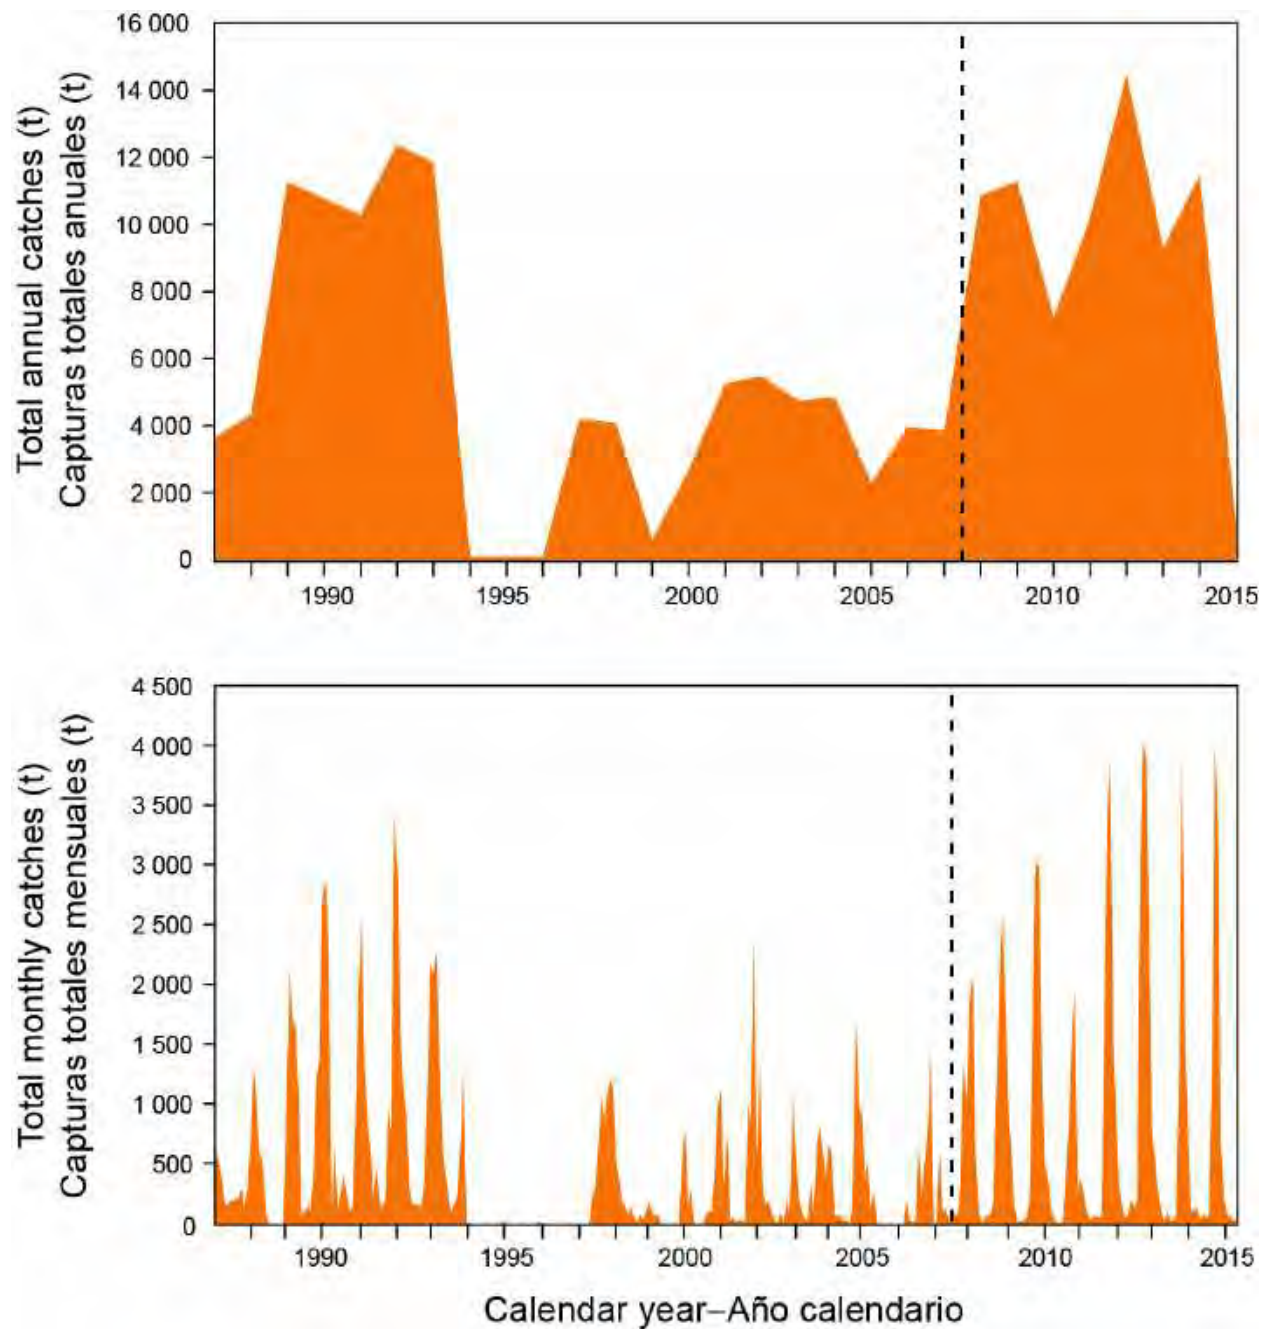 Total annual catches (t)
Capturas totales anuales (t)
16 000
14 000
12 000
10 000
8 000
6 000
4 000
2 000
0
1990 1995 2000 2005 2010 2015
Total monthly catches (t)
Capturas totales mensuales (t)
4 500
4 000
3 500
3 000
2 500
2 000
1 500
1 000
500
0
1990 1995 2000 2005 2010 2015
Calendar year–Año calendario